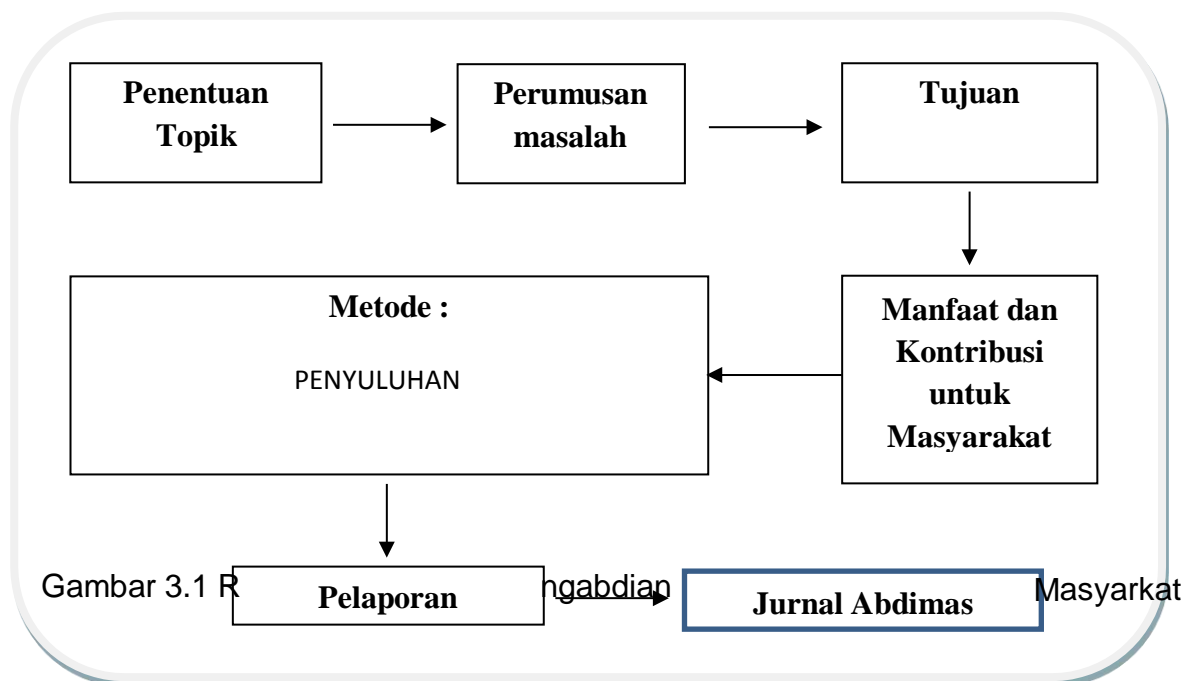 Penentuan
Topik
Perumusan
masalah
Tujuan
Metode :
PENYULUHAN
Manfaat dan
Kontribusi
untuk
Masyarakat
Gambar 3.1 R
Pelaporan
ngabdian
Jurnal Abdimas
Masyarkat